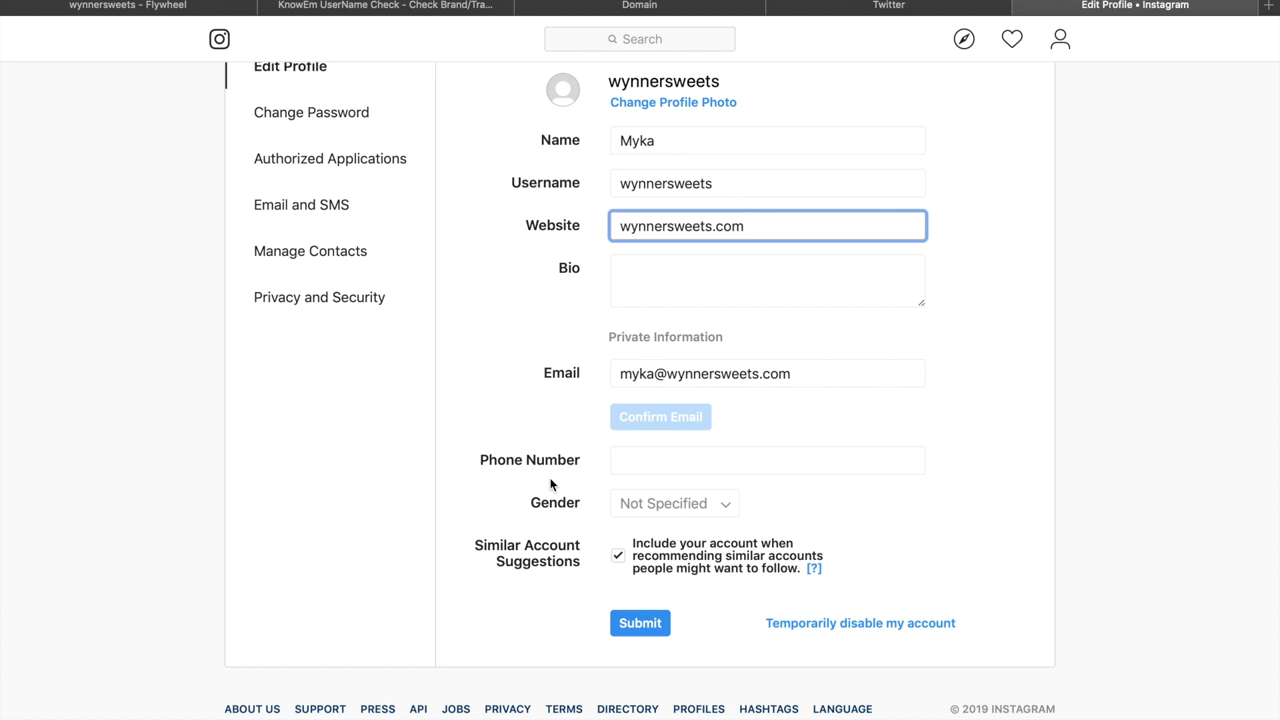 wynnersweets - Flywheel
KnowEm UserName Check - Check Brand/Tra...
Domain
Twitter
Edit Profile • Instagram
Search
Edit Profile
Change Password
Authorized Applications
Email and SMS
Manage Contacts
Privacy and Security
wynnersweets
Change Profile Photo
Name
Myka
Username
wynnersweets
Website
wynnersweets.com
Bio
Private Information
Email
myka@wynnersweets.com
Confirm Email
Phone Number
Gender
Not Specified
Similar Account
Suggestions
Include your account when
recommending similar accounts
people might want to follow. [?]
Submit
Temporarily disable my account
ABOUT US SUPPORT PRESS API JOBS PRIVACY TERMS DIRECTORY PROFILES HASHTAGS LANGUAGE
© 2019 INSTAGRAM